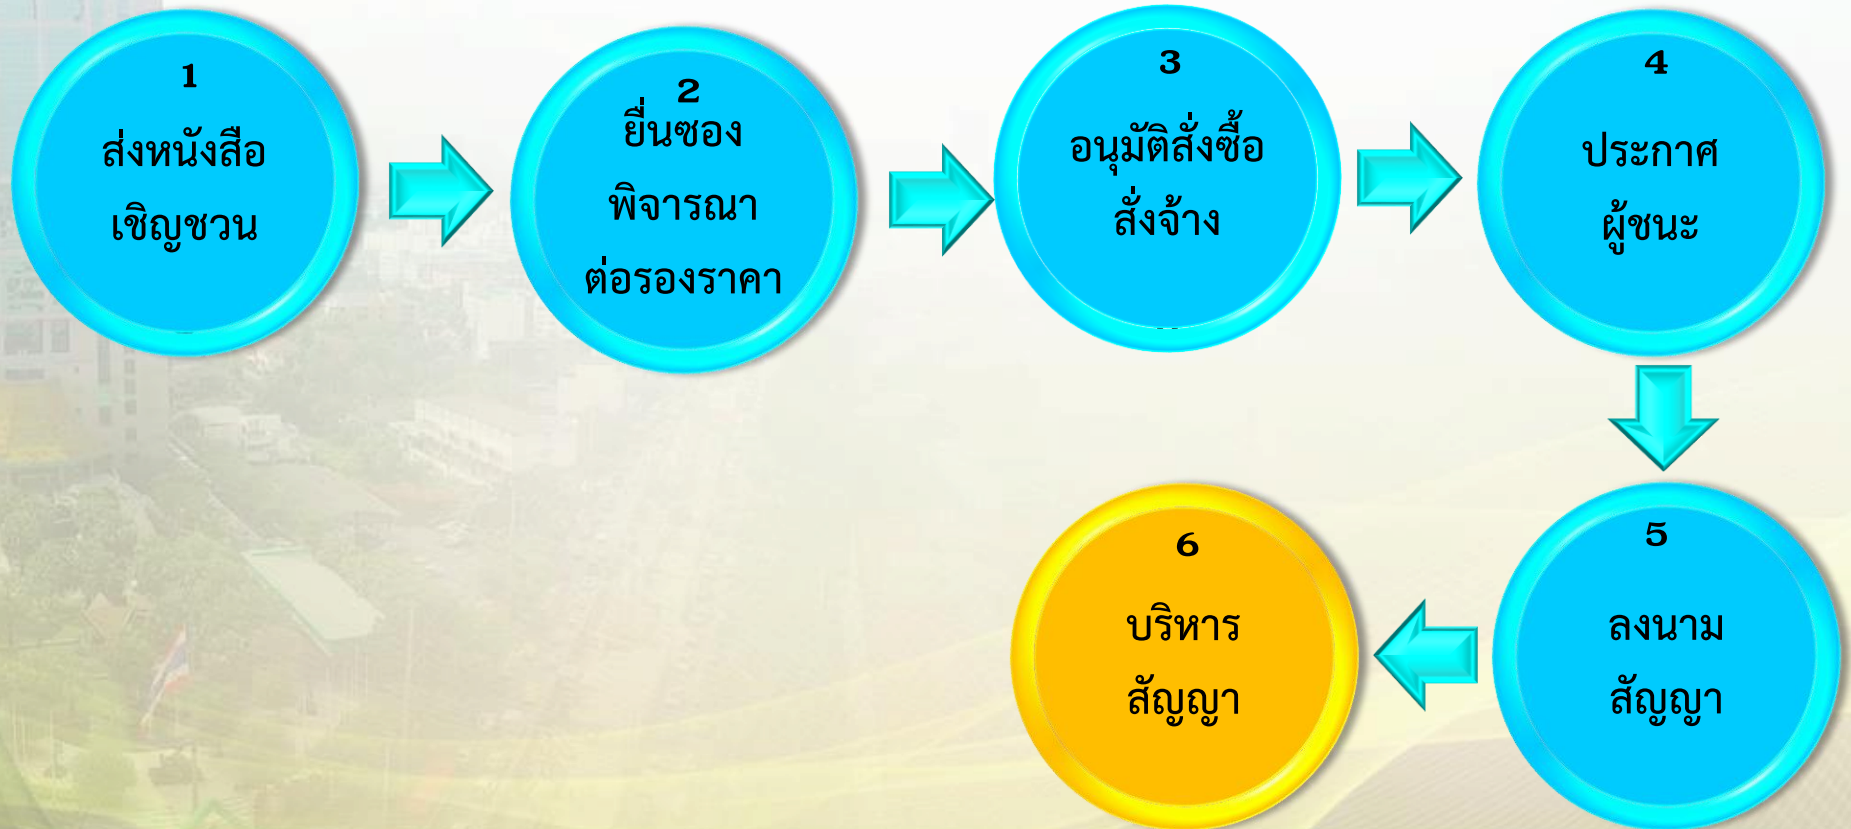 1
ส่งหนังสือ
เชิญชวน
2
ยื่นซอง
พิจารณา
ต่อรองราคา
3
อนุมัติสั่งซื้อ
สั่งจ้าง
4
ประกาศ
ผู้ชนะ
5
ลงนาม
สัญญา
6
บริหาร
สัญญา